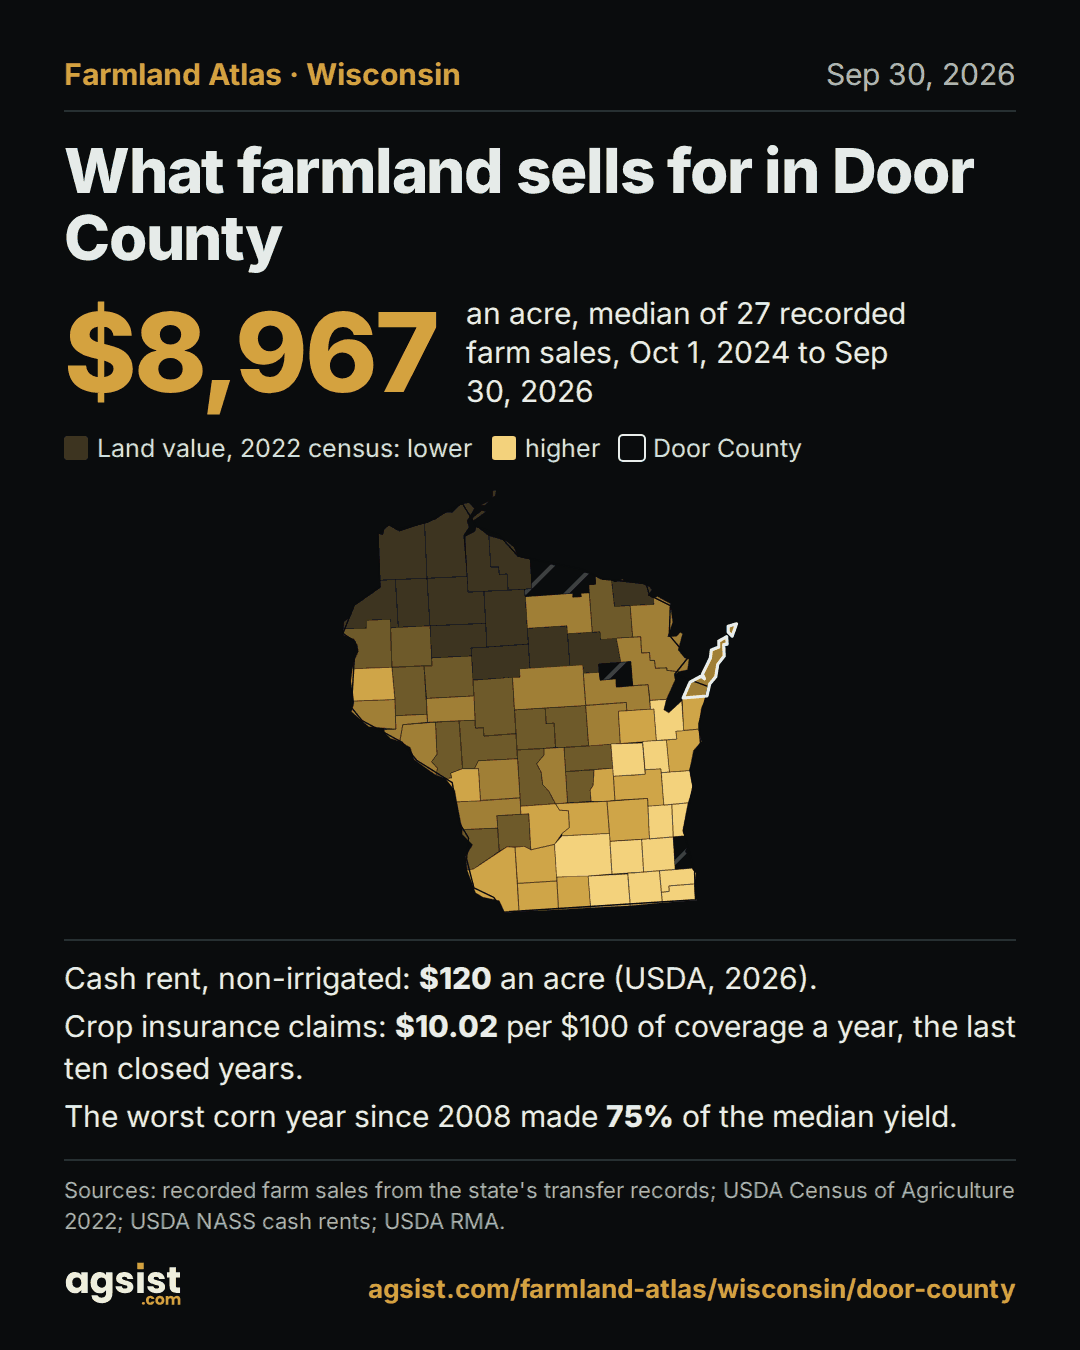 Farmland Atlas · Wisconsin
Sep 30, 2026
What farmland sells for in Door
County
$8,967
an acre, median of 27 recorded
farm sales, Oct 1, 2024 to Sep
30, 2026
Land value, 2022 census: lower
higher
Door County
Cash rent, non-irrigated: $120 an acre (USDA, 2026).
Crop insurance claims: $10.02 per $100 of coverage a year, the last
ten closed years.
The worst corn year since 2008 made 75% of the median yield.
Sources: recorded farm sales from the state's transfer records; USDA Census of Agriculture
2022; USDA NASS cash rents; USDA RMA.
agsist
.com
agsist.com/farmland-atlas/wisconsin/door-county